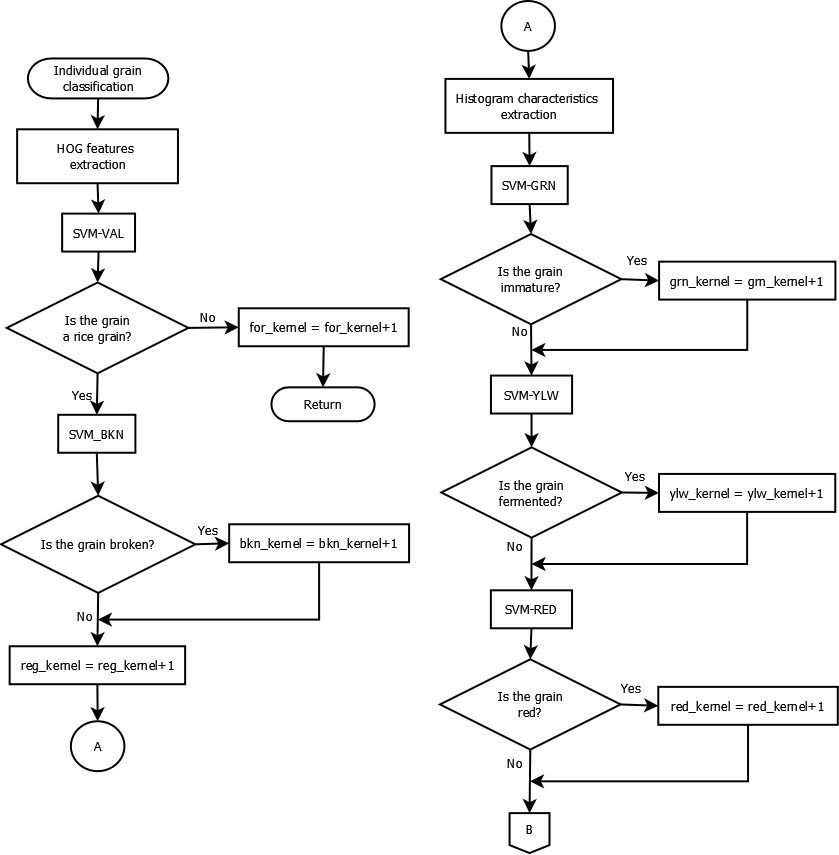 Individual grain
classification
HOG features
extraction
SVM-VAL
Is the grain
a rice grain?
No
for_kernel = for_kernel+1
Return
Yes
SVM_BKN
Is the grain broken?
Yes
bkn_kernel = bkn_kernel+1
No
reg_kernel = reg_kernel+1
A
A
Histogram characteristics
extraction
SVM-GRN
Is the grain
immature?
Yes
grn_kernel = grn_kernel+1
No
SVM-YLW
Is the grain
fermented?
Yes
ylw_kernel = ylw_kernel+1
No
SVM-RED
Is the grain
red?
Yes
red_kernel = red_kernel+1
No
B